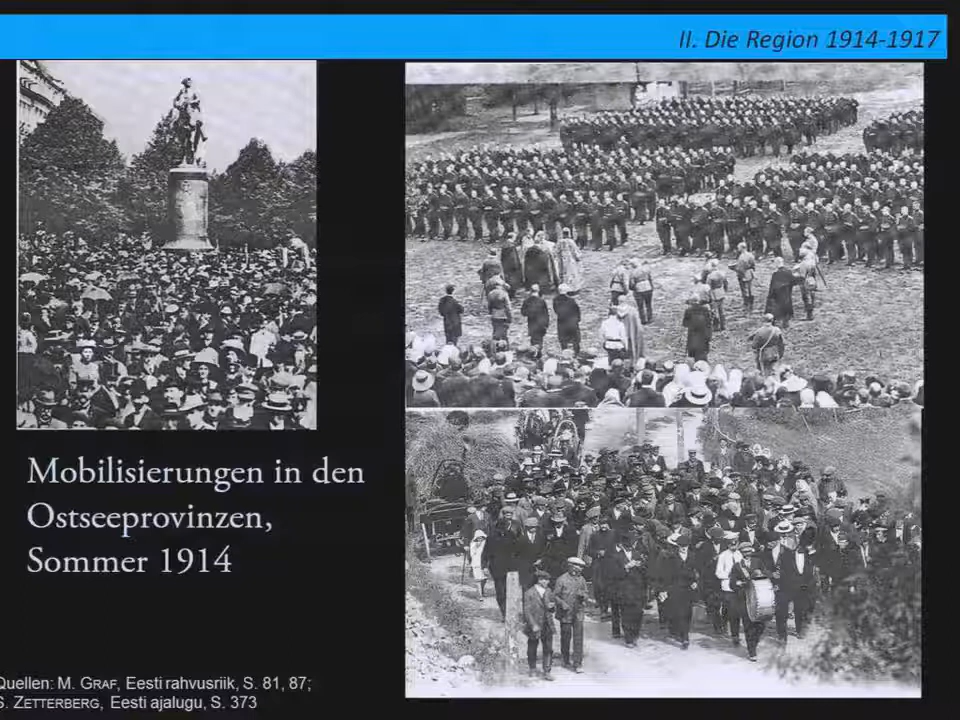 II. Die Region 1914-1917
Mobilisierungen in den
Ostseeprovinzen,
Sommer 1914
Quellen: M. GRAF, Eesti rahvusriik, S. 81, 87;
S. ZETTERBERG, Eesti ajalugu, S. 373